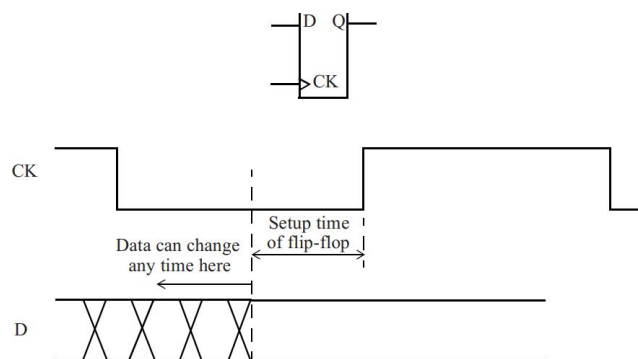 D Q
CK
CK
Setup time
of flip-flop
Data can change
any time here
D